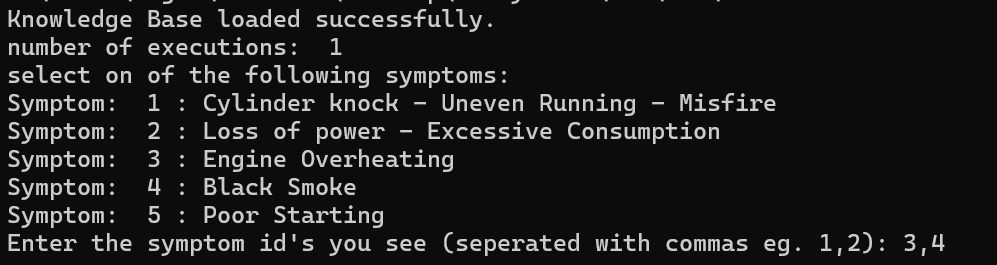 Knowledge Base loaded successfully.
number of executions:  1
select on of the following symptoms:
Symptom:  1 : Cylinder knock - Uneven Running - Misfire
Symptom:  2 : Loss of power - Excessive Consumption
Symptom:  3 : Engine Overheating
Symptom:  4 : Black Smoke
Symptom:  5 : Poor Starting
Enter the symptom id's you see (seperated with commas eg. 1,2): 3,4